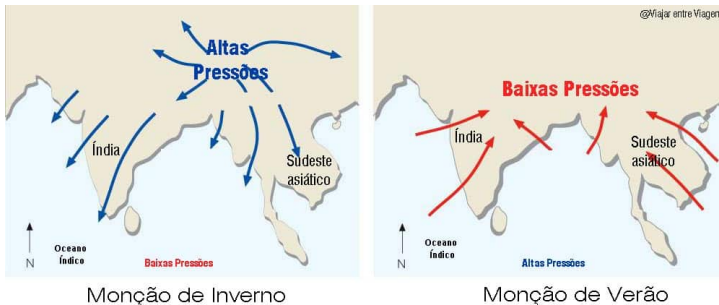 Altas
Pressões
Índia
Sudeste
asiático
N
Oceano
Índico
Baixas Pressões
Monção de Inverno
@Viajar entre Viagen
Baixas Pressões
Índia
Sudeste
asiático
N
Oceano
Índico
Altas Pressões
Monção de Verão